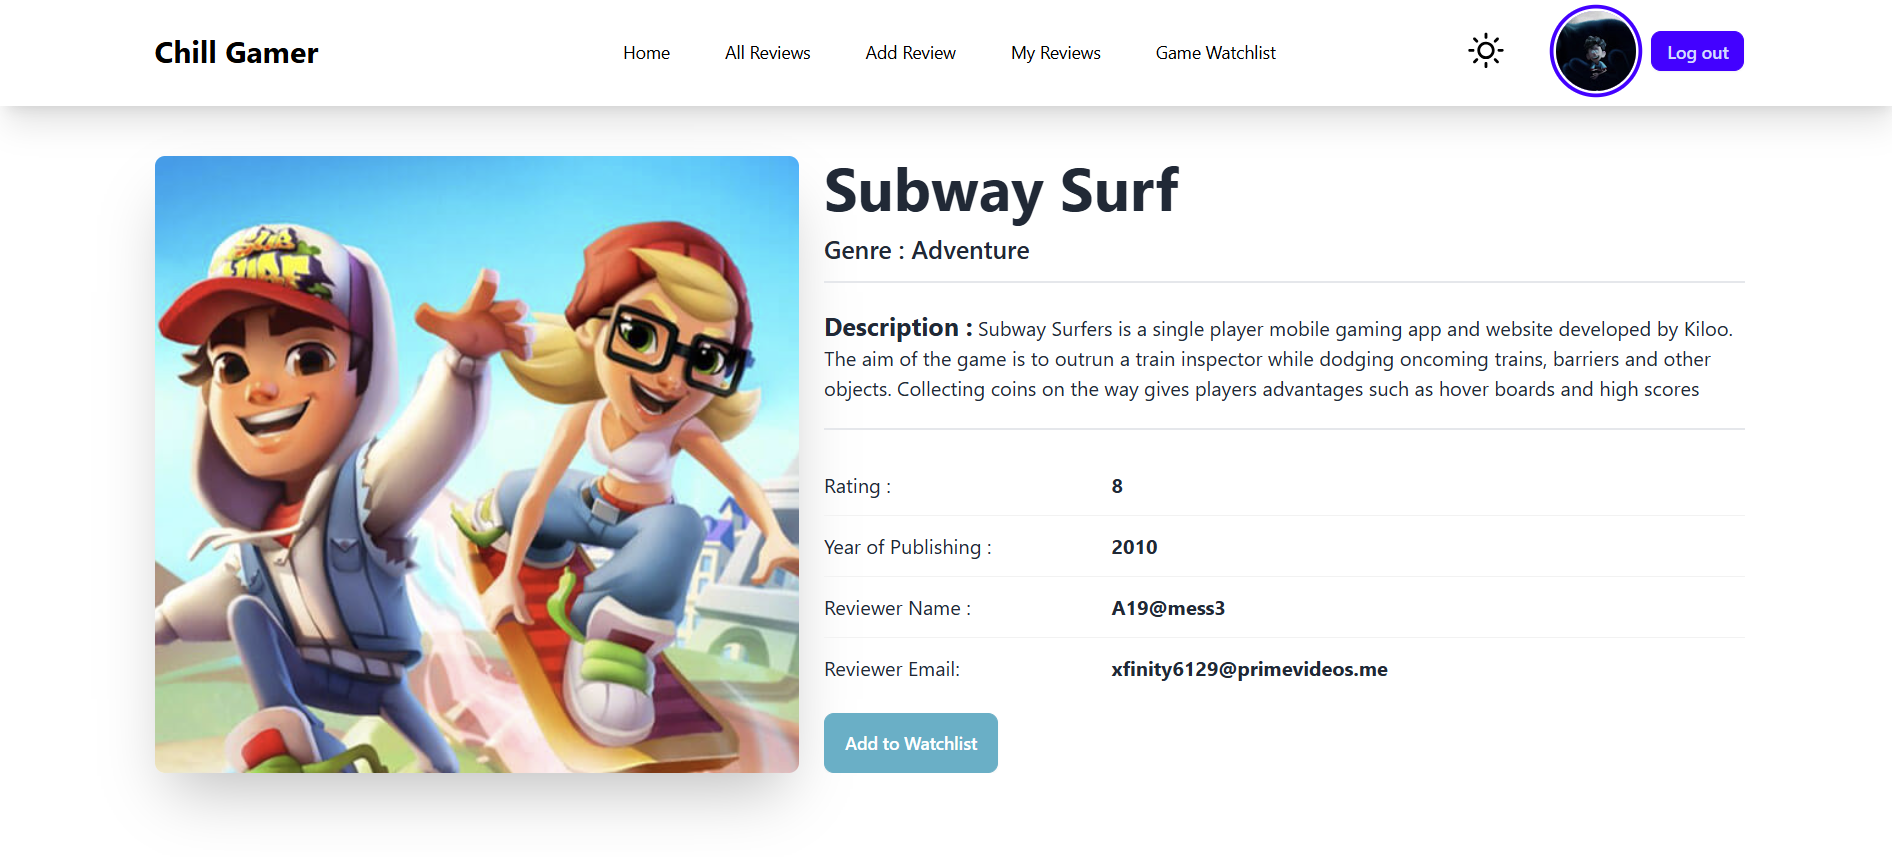 Chill Gamer
Home
All Reviews
Add Review
My Reviews
Game Watchlist
Log out
SUB
SURF
Subway Surf
Genre : Adventure
Description : Subway Surfers is a single player mobile gaming app and website developed by Kiloo.
The aim of the game is to outrun a train inspector while dodging oncoming trains, barriers and other
objects. Collecting coins on the way gives players advantages such as hover boards and high scores
Rating : 8
Year of Publishing : 2010
Reviewer Name : A19@mess3
Reviewer Email: xfinity6129@primevideos.me
Add to Watchlist